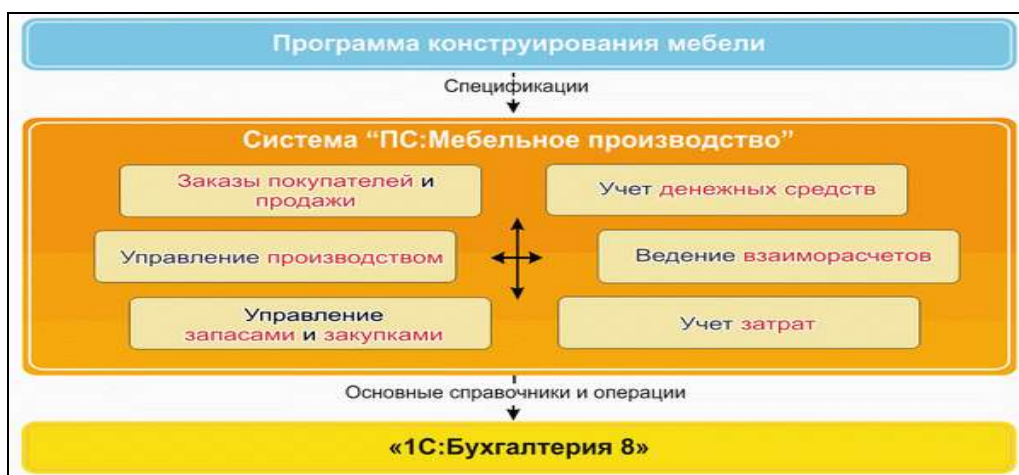 Программа конструирования мебели
Спецификации
Система “ПС:Мебельное производство”
Заказы покупателей и
продажи
Учет денежных средств
Управление производством
Ведение взаиморасчетов
Управление
запасами и закупками
Учет затрат
Основные справочники и операции
«1С:Бухгалтерия 8»